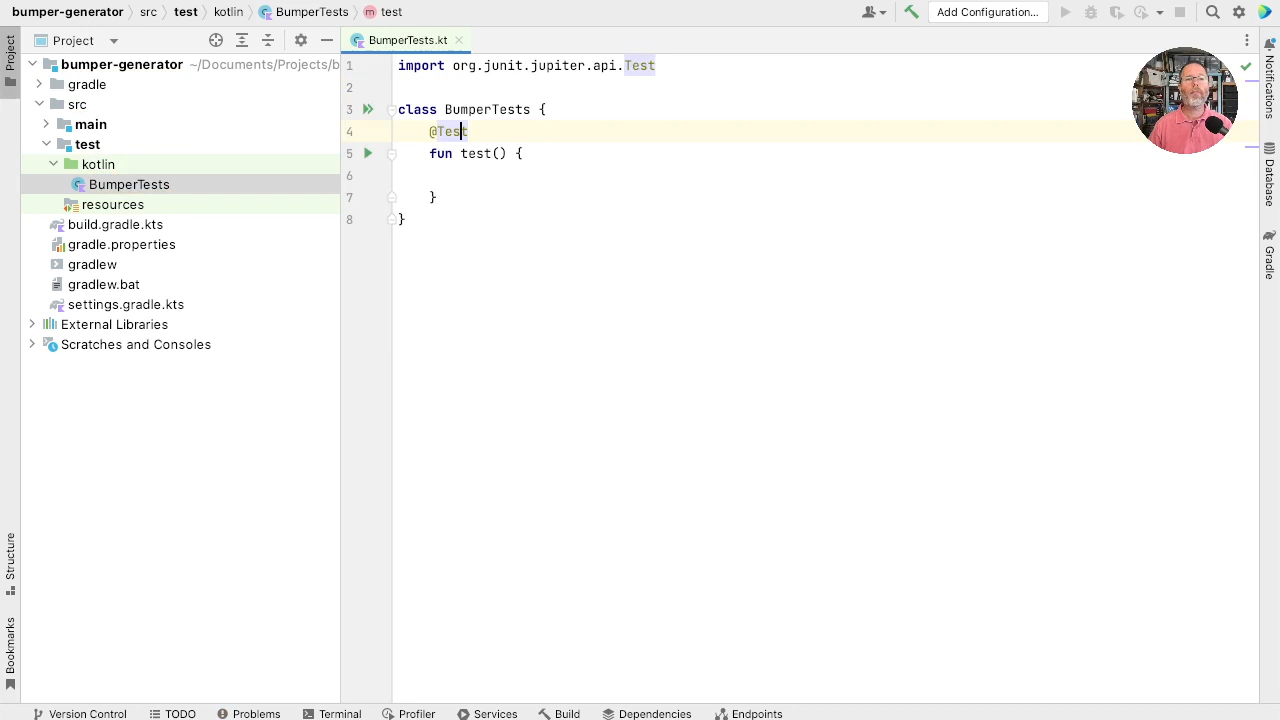 bumper-generator > src > test > kotlin > BumperTests > test
Add Configuration...
Project
BumperTests.kt
bumper-generator ~/Documents/Projects/b
gradle
src
main
test
kotlin
BumperTests
resources
build.gradle.kts
gradle.properties
gradlew
gradlew.bat
settings.gradle.kts
External Libraries
Scratches and Consoles
1 import org.junit.jupiter.api.Test
2
3 class BumperTests {
4 @Test
5 fun test() {
6
7 }
8 }
Project
Structure
Bookmarks
Notifications
Database
Gradle
Version Control
TODO
Problems
Terminal
Profiler
Services
Build
Dependencies
Endpoints